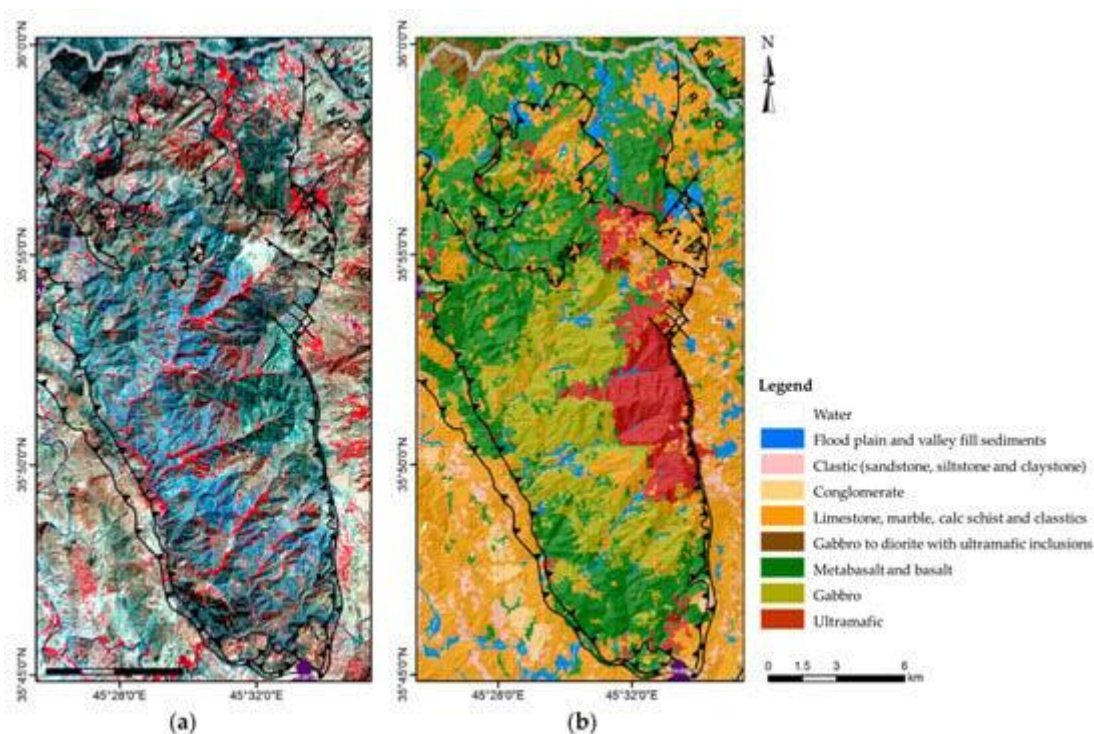 36°0'0"N
35°55'0"N
35°50'0"N
35°45'0"N
45°28'0"E
45°32'0"E
(a)
36°0'0"N
35°55'0"N
35°50'0"N
35°45'0"N
45°28'0"E
45°32'0"E
(b)
N
Legend
Water
Flood plain and valley fill sediments
Clastic (sandstone, siltstone and claystone)
Conglomerate
Limestone, marble, calc schist and classtics
Gabbro to diorite with ultramafic inclusions
Metabasalt and basalt
Gabbro
Ultramafic
0 1.5 3 6
km